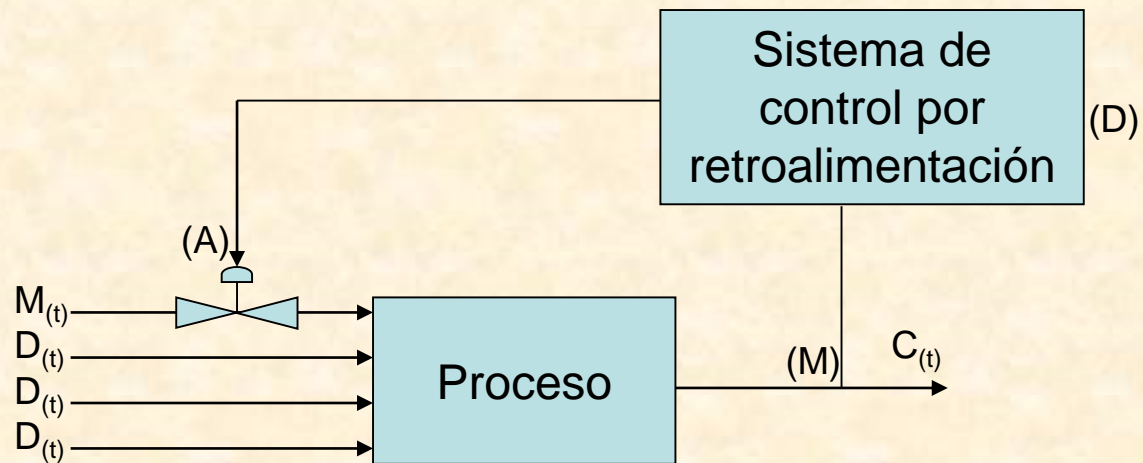 Sistema de
control por
retroalimentación
(D)
(A)
M(t)
D(t)
D(t)
D(t)
Proceso
(M)
C(t)